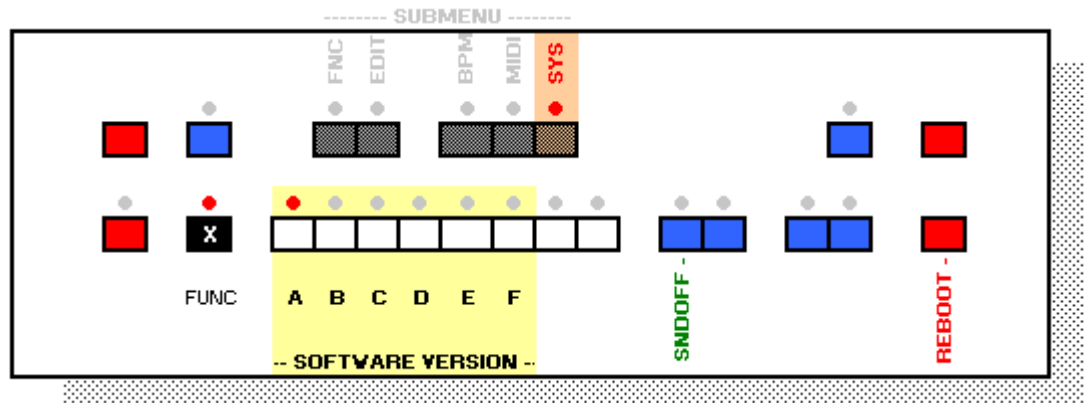 -------- SUBMENU --------
FNC EDIT BPM MIDI SYS
X
FUNC A B C D E F
SNDOFF -
REBOOT -
-- SOFTWARE VERSION --